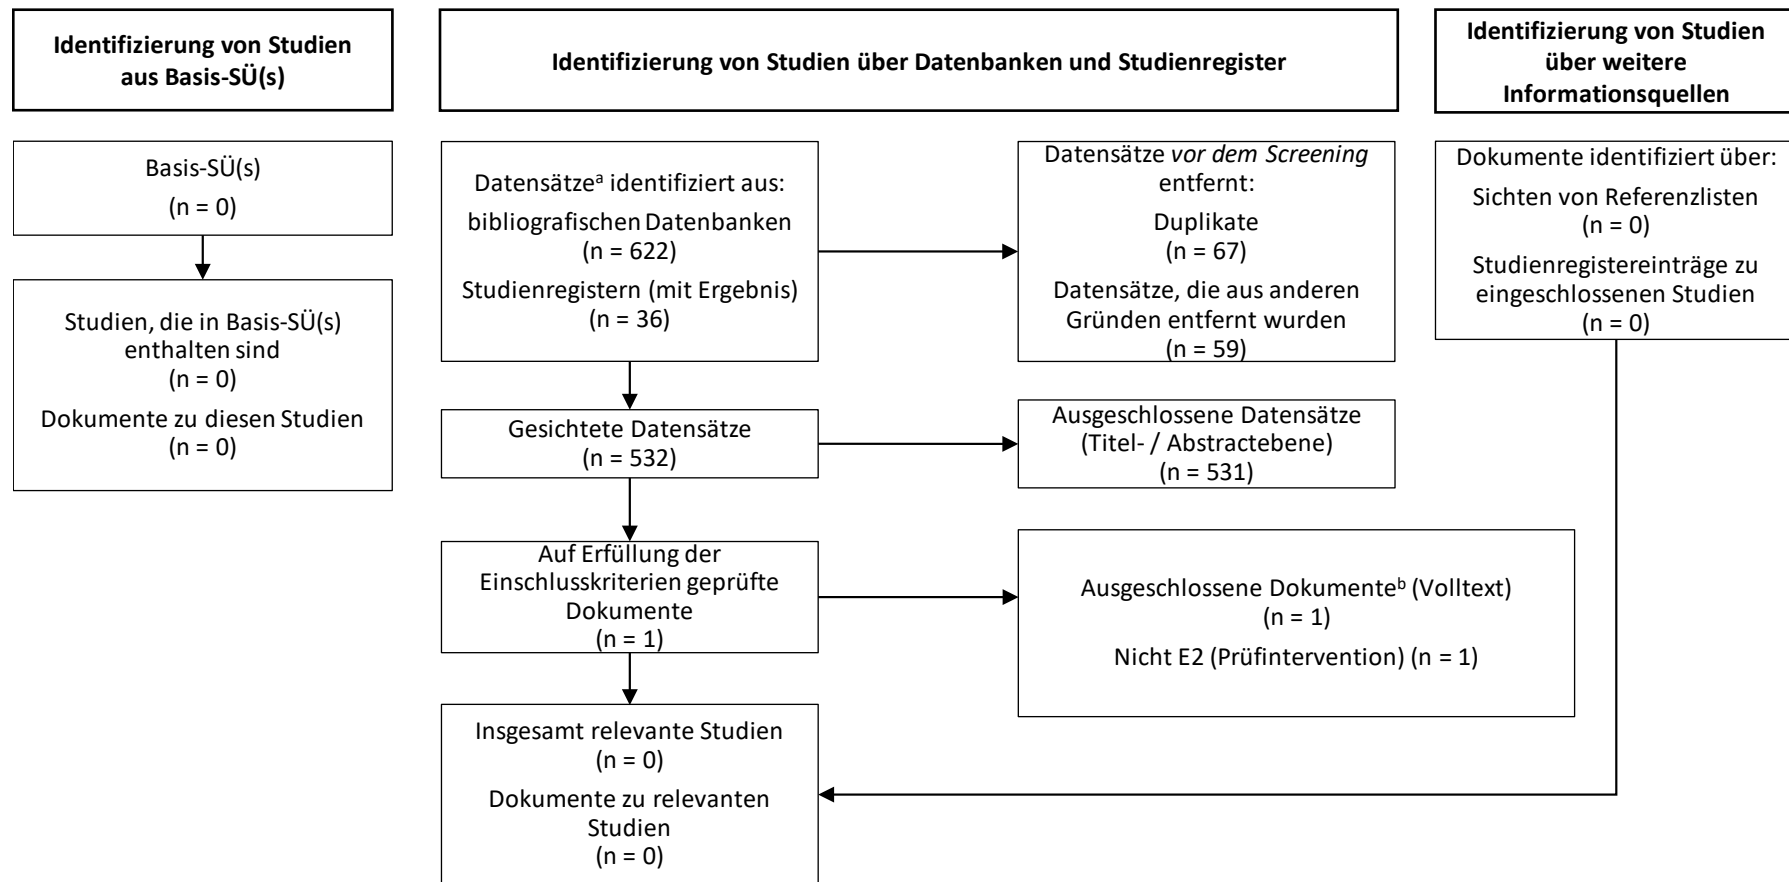 Identifizierung von Studien
aus Basis-SÜ(s)
Basis-SÜ(s)
(n = 0)
Studien, die in Basis-SÜ(s)
enthalten sind
(n = 0)
Dokumente zu diesen Studien
(n = 0)
Identifizierung von Studien über Datenbanken und Studienregister
Datensätzeᵃ identifiziert aus:
bibliografischen Datenbanken
(n = 622)
Studienregistern (mit Ergebnis)
(n = 36)
Datensätze vor dem Screening
entfernt:
Duplikate
(n = 67)
Datensätze, die aus anderen
Gründen entfernt wurden
(n = 59)
Gesichtete Datensätze
(n = 532)
Ausgeschlossene Datensätze
(Titel- / Abstractebene)
(n = 531)
Auf Erfüllung der
Einschlusskriterien geprüfte
Dokumente
(n = 1)
Ausgeschlossene Dokumenteᵇ (Volltext)
(n = 1)
Nicht E2 (Prüfintervention) (n = 1)
Insgesamt relevante Studien
(n = 0)
Dokumente zu relevanten
Studien
(n = 0)
Identifizierung von Studien
über weitere
Informationsquellen
Dokumente identifiziert über:
Sichten von Referenzlisten
(n = 0)
Studienregistereinträge zu
eingeschlossenen Studien
(n = 0)